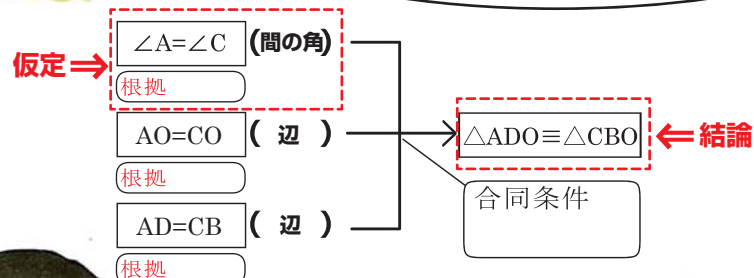 ∠A=∠C (間の角)
仮定⇒
根拠
AO=CO ( 辺 )
△ADO≡△CBO ⇐結論
根拠
合同条件
AD=CB ( 辺 )
根拠